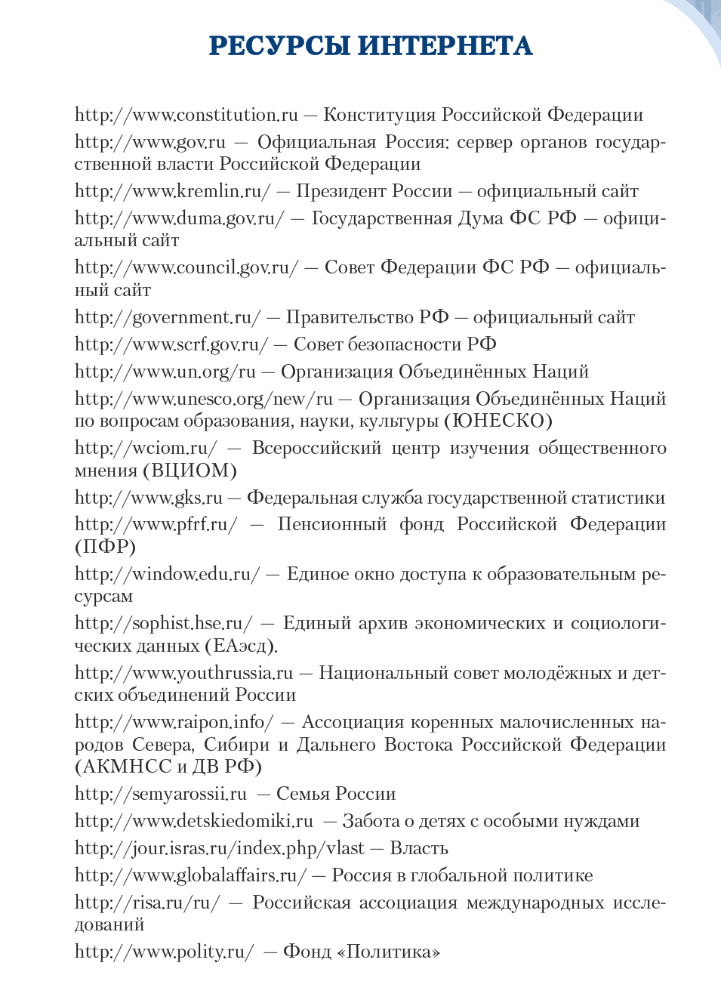 РЕСУРСЫ ИНТЕРНЕТА
http://www.constitution.ru — Конституция Российской Федерации
http://www.gov.ru — Официальная Россия: сервер органов государ-
ственной власти Российской Федерации
http://www.kremlin.ru/ — Президент России — официальный сайт
http://www.duma.gov.ru/ — Государственная Дума ФС РФ — офици-
альный сайт
http://www.council.gov.ru/ — Совет Федерации ФС РФ — официаль-
ный сайт
http://government.ru/ — Правительство РФ — официальный сайт
http://www.scrf.gov.ru/ — Совет безопасности РФ
http://www.un.org/ru — Организация Объединённых Наций
http://www.unesco.org/new/ru — Организация Объединённых Наций
по вопросам образования, науки, культуры (ЮНЕСКО)
http://wciom.ru/ — Всероссийский центр изучения общественного
мнения (ВЦИОМ)
http://www.gks.ru — Федеральная служба государственной статистики
http://www.pfrf.ru/ — Пенсионный фонд Российской Федерации
(ПФР)
http://window.edu.ru/ — Единое окно доступа к образовательным ре-
сурсам
http://sophist.hse.ru/ — Единый архив экономических и социологи-
ческих данных (ЕАэсд).
http://www.youthrussia.ru — Национальный совет молодёжных и дет-
ских объединений России
http://www.raipon.info/ — Ассоциация коренных малочисленных на-
родов Севера, Сибири и Дальнего Востока Российской Федерации
(АКМНСС и ДВ РФ)
http://semyarossii.ru — Семья России
http://www.detskiedomiki.ru — Забота о детях с особыми нуждами
http://jour.isras.ru/index.php/vlast — Власть
http://www.globalaffairs.ru/ — Россия в глобальной политике
http://risa.ru/ru/ — Российская ассоциация международных иссле-
дований
http://www.polity.ru/ — Фонд «Политика»